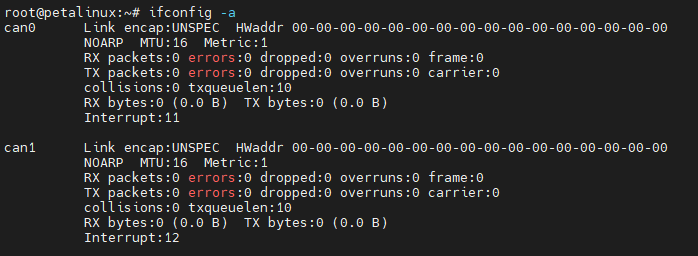 root@petalinux:~# ifconfig -a
can0      Link encap:UNSPEC  HWaddr 00-00-00-00-00-00-00-00-00-00-00-00-00-00-00-00
          NOARP  MTU:16  Metric:1
          RX packets:0 errors:0 dropped:0 overruns:0 frame:0
          TX packets:0 errors:0 dropped:0 overruns:0 carrier:0
          collisions:0 txqueuelen:10
          RX bytes:0 (0.0 B)  TX bytes:0 (0.0 B)
          Interrupt:11

can1      Link encap:UNSPEC  HWaddr 00-00-00-00-00-00-00-00-00-00-00-00-00-00-00-00
          NOARP  MTU:16  Metric:1
          RX packets:0 errors:0 dropped:0 overruns:0 frame:0
          TX packets:0 errors:0 dropped:0 overruns:0 carrier:0
          collisions:0 txqueuelen:10
          RX bytes:0 (0.0 B)  TX bytes:0 (0.0 B)
          Interrupt:12